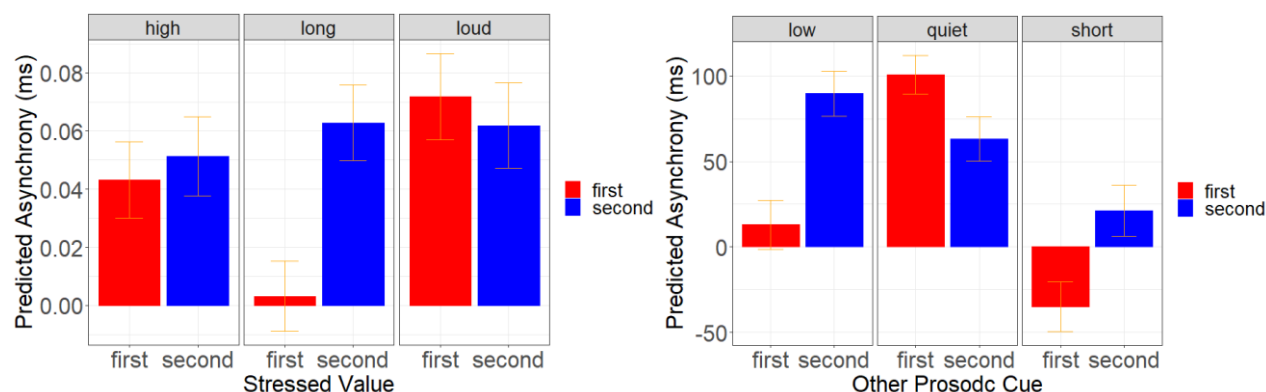 high long loud
Predicted Asynchrony (ms)
0.08
0.06
0.04
0.02
0.00
first second first second first second
Stressed Value
first
second
low quiet short
Predicted Asynchrony (ms)
100
50
0
-50
first second first second first second
Other Prosodc Cue
first
second